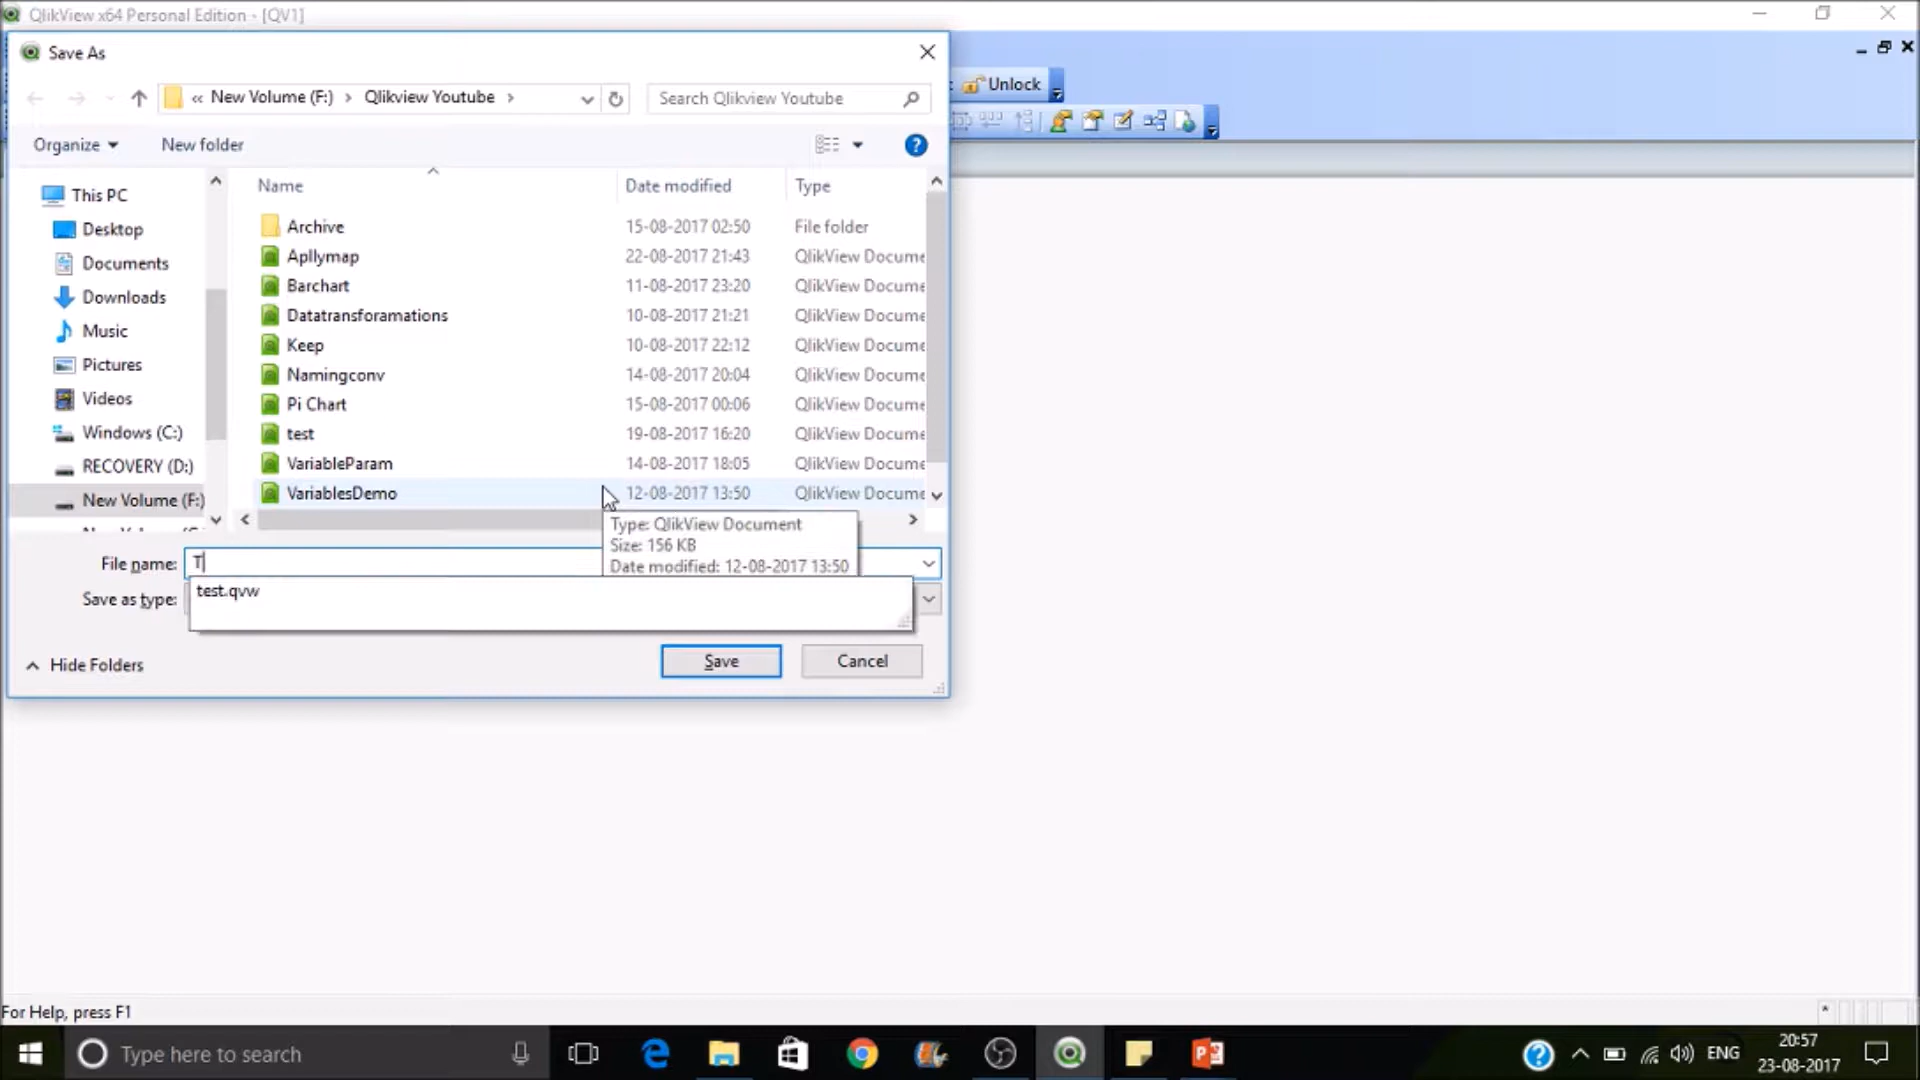 QlikView x64 Personal Edition - [QV1]
Save As
« New Volume (F:) > Qlikview Youtube >
Search Qlikview Youtube
Unlock
Organize
New folder
Name
Date modified
Type
This PC
Desktop
Documents
Downloads
Music
Pictures
Videos
Windows (C:)
RECOVERY (D:)
New Volume (F:)
Archive 15-08-2017 02:50 File folder
Apllymap 22-08-2017 21:43 QlikView Docume
Barchart 11-08-2017 23:20 QlikView Docume
Datatransforamations 10-08-2017 21:21 QlikView Docume
Keep 10-08-2017 22:12 QlikView Docume
Namingconv 14-08-2017 20:04 QlikView Docume
Pi Chart 15-08-2017 00:06 QlikView Docume
test 19-08-2017 16:20 QlikView Docume
VariableParam 14-08-2017 18:05 QlikView Docume
VariablesDemo 12-08-2017 13:50 QlikView Docume
Type: QlikView Document
Size: 156 KB
Date modified: 12-08-2017 13:50
File name: T
test.qvw
Save as type:
Hide Folders
Save
Cancel
For Help, press F1
Type here to search
ENG
20:57
23-08-2017